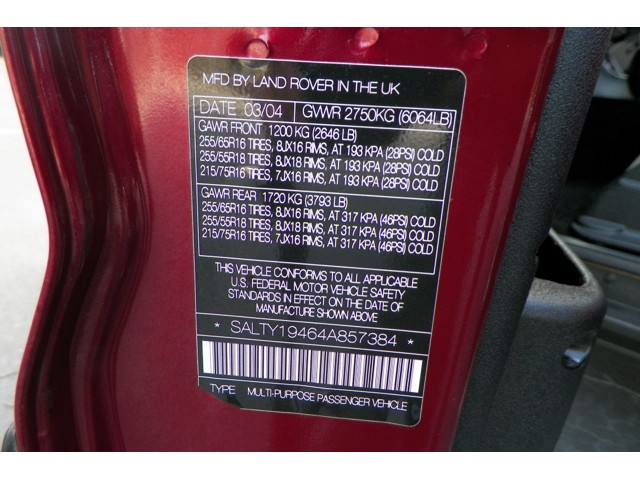 MFD BY LAND ROVER IN THE UK
DATE 03/04 GVWR 2750KG (6064LB)
GAWR FRONT 1200 KG (2646 LB)
255/65R16 TIRES, 8JX16 RIMS, AT 193 KPA (28PSI) COLD
255/55R18 TIRES, 8JX18 RIMS, AT 193 KPA (28PSI) COLD
215/75R16 TIRES, 7JX16 RIMS, AT 193 KPA (28PSI) COLD
GAWR REAR 1720 KG (3793 LB)
255/65R16 TIRES, 8JX16 RIMS, AT 317 KPA (46PSI) COLD
255/55R18 TIRES, 8JX18 RIMS, AT 317 KPA (46PSI) COLD
215/75R16 TIRES, 7JX16 RIMS, AT 317 KPA (46PSI) COLD
THIS VEHICLE CONFORMS TO ALL APPLICABLE
U.S. FEDERAL MOTOR VEHICLE SAFETY
STANDARDS IN EFFECT ON THE DATE OF
MANUFACTURE SHOWN ABOVE
* SALTY19464A857384 *
TYPE MULTI-PURPOSE PASSENGER VEHICLE